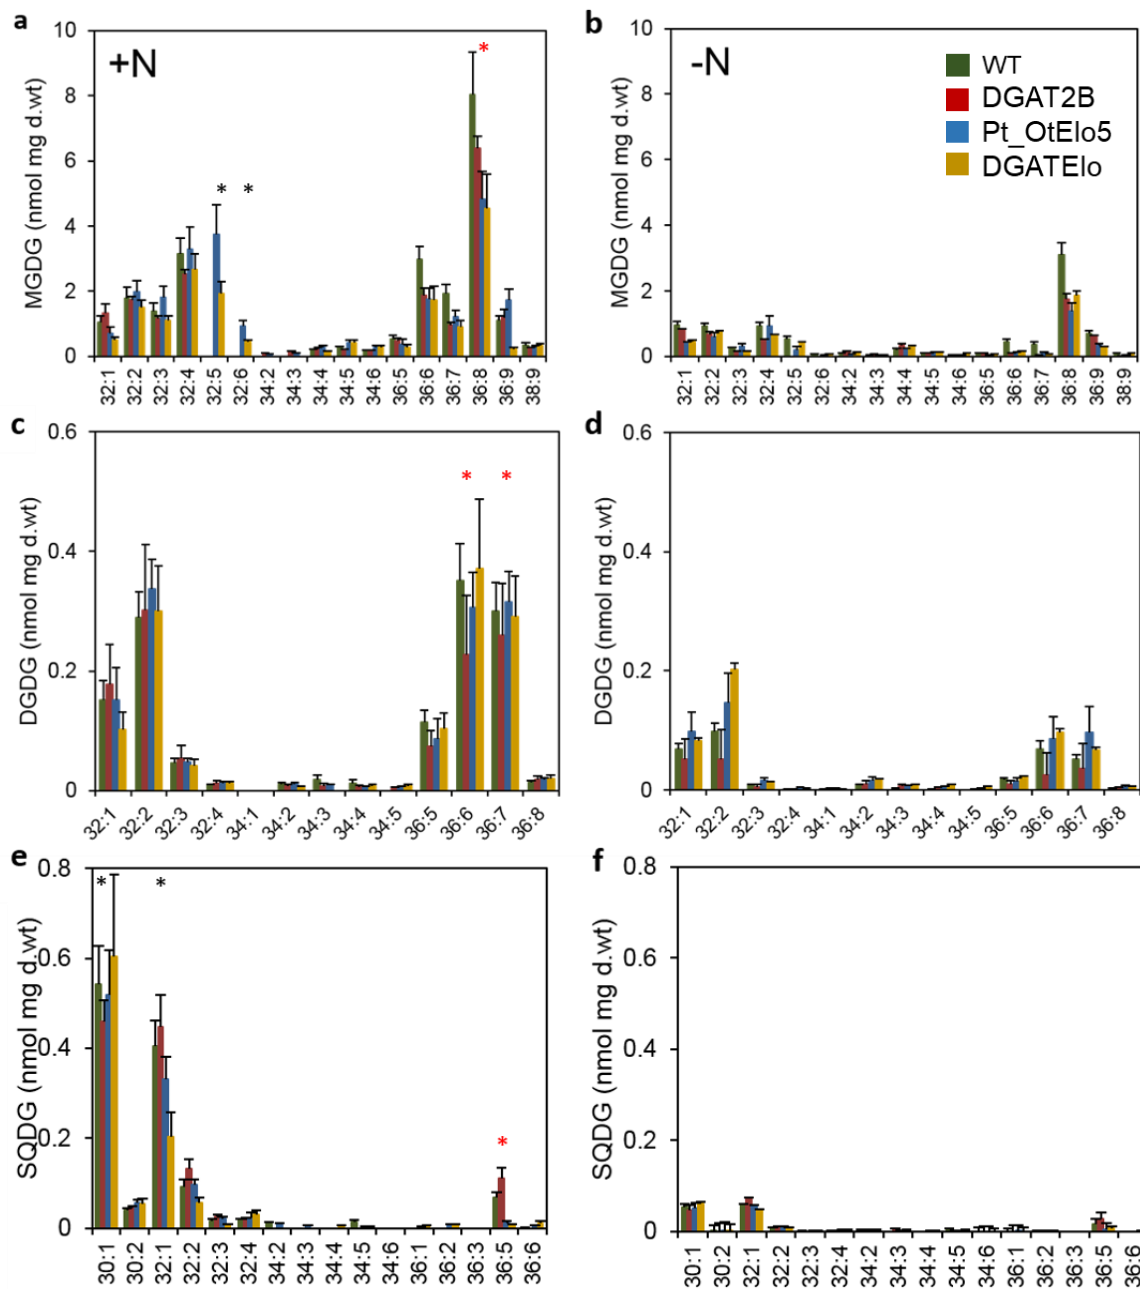 a
+N
*
* *
MGDG (nmol mg d.wt)
10
8
6
4
2
0
32:1 32:2 32:3 32:4 32:5 32:6 34:2 34:3 34:4 34:5 34:6 36:5 36:6 36:7 36:8 36:9 38:9
b
-N
WT
DGAT2B
Pt_OtElo5
DGATElo
MGDG (nmol mg d.wt)
10
8
6
4
2
0
32:1 32:2 32:3 32:4 32:5 32:6 34:2 34:3 34:4 34:5 34:6 36:5 36:6 36:7 36:8 36:9 38:9
c
* *
DGDG (nmol mg d.wt)
0.6
0.4
0.2
0
32:1 32:2 32:3 32:4 34:1 34:2 34:3 34:4 34:5 36:5 36:6 36:7 36:8
d
DGDG (nmol mg d.wt)
0.6
0.4
0.2
0
32:1 32:2 32:3 32:4 34:1 34:2 34:3 34:4 34:5 36:5 36:6 36:7 36:8
e
* *
*
SQDG (nmol mg d.wt)
0.8
0.6
0.4
0.2
0
30:1 30:2 32:1 32:2 32:3 32:4 34:2 34:3 34:4 34:5 34:6 36:1 36:2 36:3 36:5 36:6
f
SQDG (nmol mg d.wt)
0.8
0.6
0.4
0.2
0
30:1 30:2 32:1 32:2 32:3 32:4 34:2 34:3 34:4 34:5 34:6 36:1 36:2 36:3 36:5 36:6